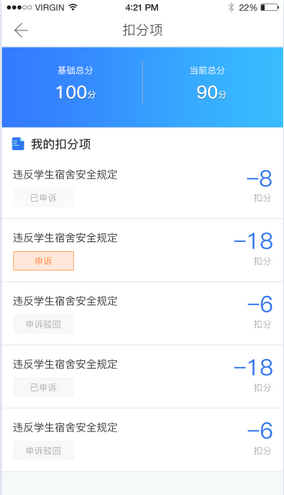 VIRGIN 4:21 PM 22%
扣分项
基础总分 当前总分
100分 90分
我的扣分项
违反学生宿舍安全规定 -8
已申诉 扣分
违反学生宿舍安全规定 -18
申诉 扣分
违反学生宿舍安全规定 -6
申诉驳回 扣分
违反学生宿舍安全规定 -18
已申诉 扣分
违反学生宿舍安全规定 -6
申诉驳回 扣分